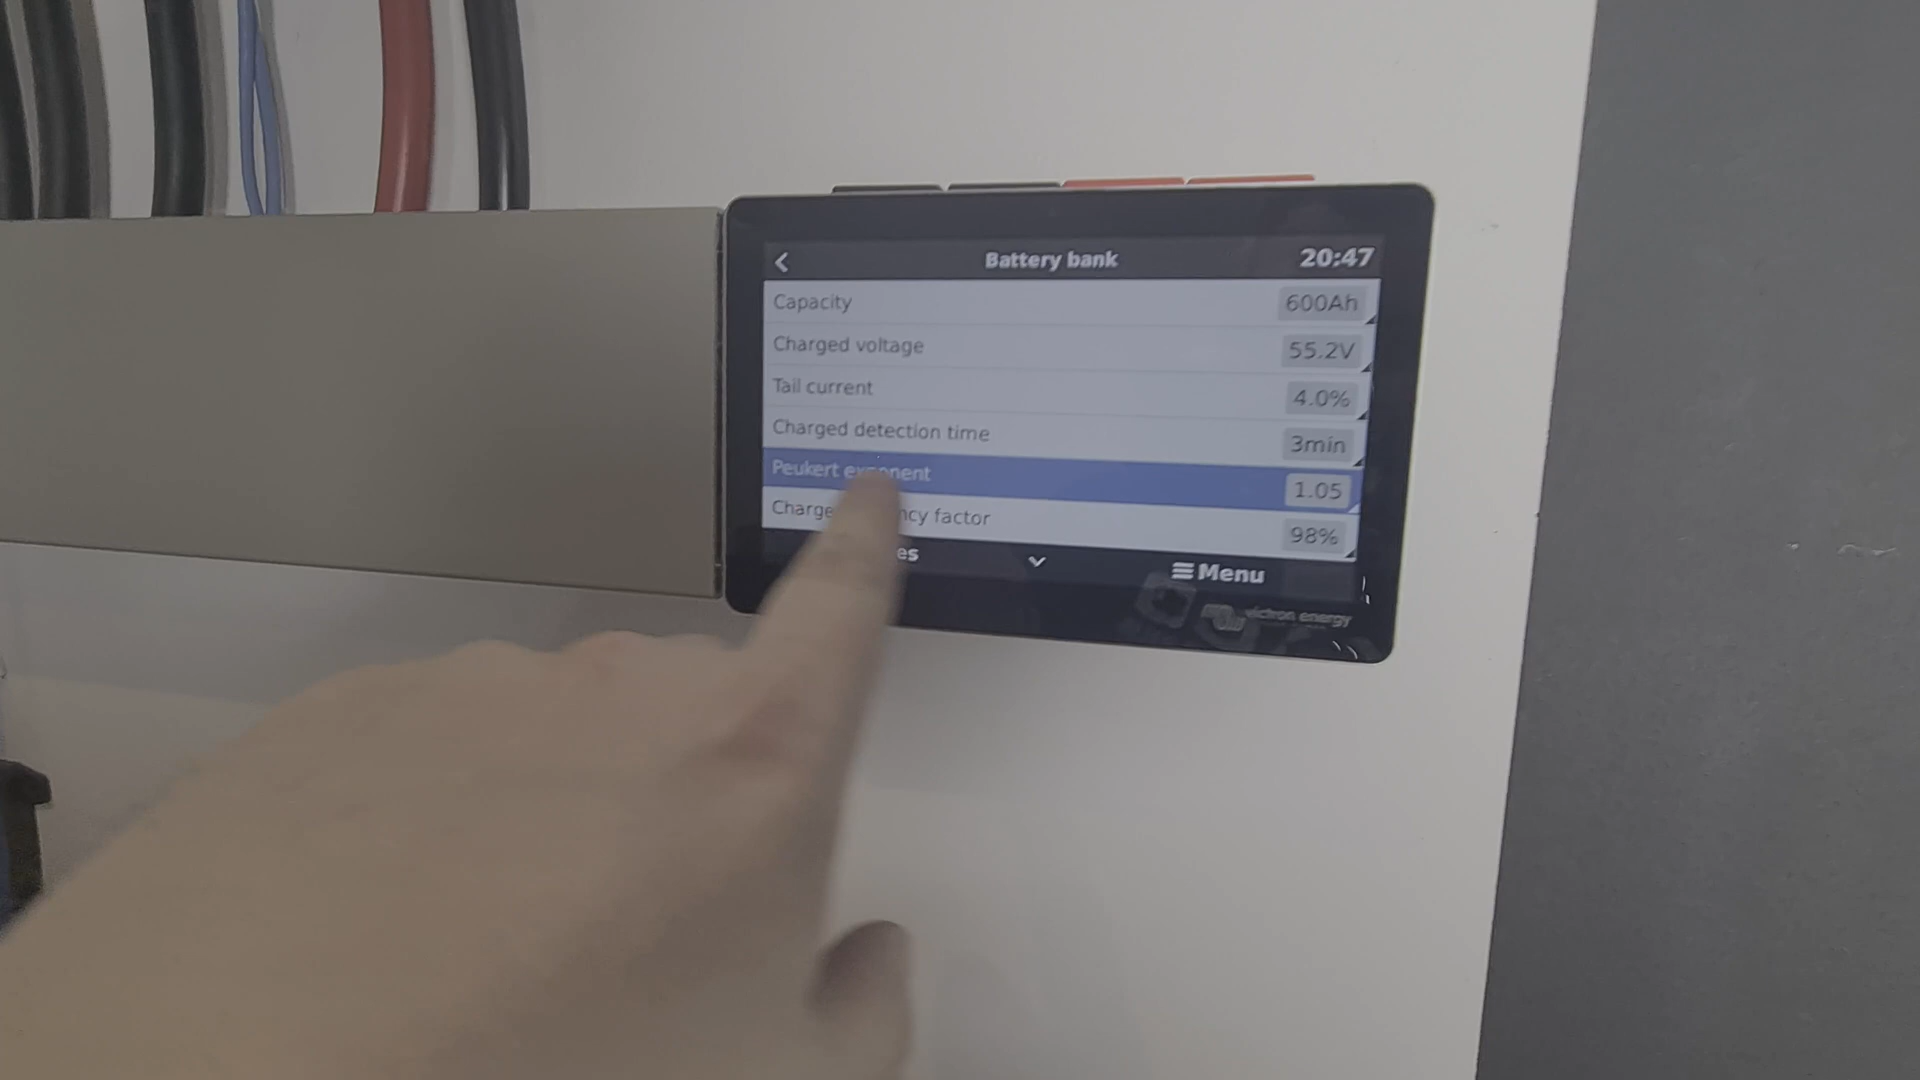 Battery bank 20:47
Capacity 600Ah
Charged voltage 55.2V
Tail current 4.0%
Charged detection time 3min
Peukert exponent 1.05
factor 98%
Menu
victron energy